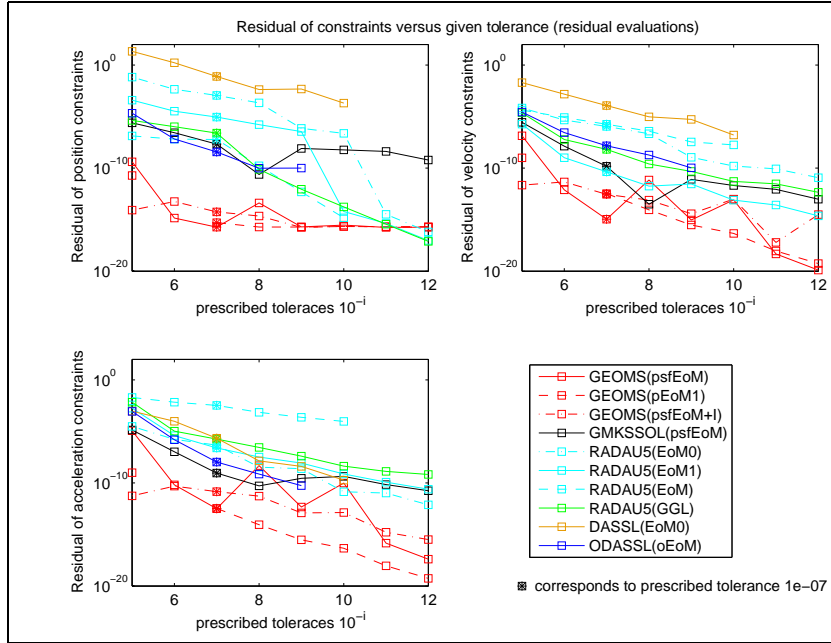 Residual of constraints versus given tolerance (residual evaluations)
10^0
10^-10
10^-20
Residual of position constraints
6 8 10 12
prescribed toleraces 10^-i
10^0
10^-10
10^-20
Residual of velocity constraints
6 8 10 12
prescribed toleraces 10^-i
10^0
10^-10
10^-20
Residual of acceleration constraints
6 8 10 12
prescribed toleraces 10^-i
GEOMS(psfEoM)
GEOMS(pEoM1)
GEOMS(psfEoM+I)
GMKSSOL(psfEoM)
RADAU5(EoM0)
RADAU5(EoM1)
RADAU5(EoM)
RADAU5(GGL)
DASSL(EoM0)
ODASSL(oEoM)
corresponds to prescribed tolerance 1e-07